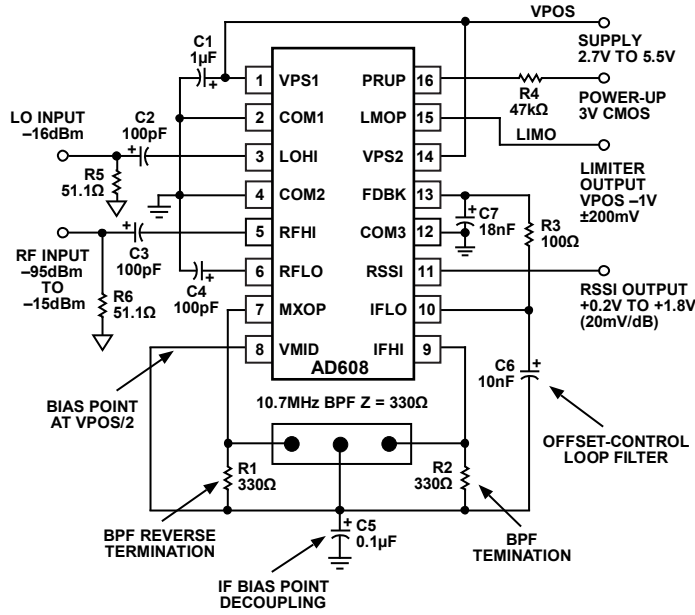 VPOS
SUPPLY
2.7V TO 5.5V
C1
1µF
1 VPS1 PRUP 16
R4
47kΩ
POWER-UP
3V CMOS
LO INPUT
–16dBm
C2
100pF
2 COM1 LMOP 15
LIMO
LIMITER
OUTPUT
VPOS –1V
±200mV
3 LOHI VPS2 14
R5
51.1Ω
4 COM2 FDBK 13
C7
18nF
R3
100Ω
5 RFHI COM3 12
RF INPUT
–95dBm
TO
–15dBm
C3
100pF
6 RFLO RSSI 11
RSSI OUTPUT
+0.2V TO +1.8V
(20mV/dB)
C4
100pF
R6
51.1Ω
7 MXOP IFLO 10
8 VMID IFHI 9
AD608
C6
10nF
BIAS POINT
AT VPOS/2
10.7MHz BPF Z = 330Ω
OFFSET-CONTROL
LOOP FILTER
R1
330Ω
R2
330Ω
BPF REVERSE
TERMINATION
C5
0.1µF
BPF
TEMINATION
IF BIAS POINT
DECOUPLING